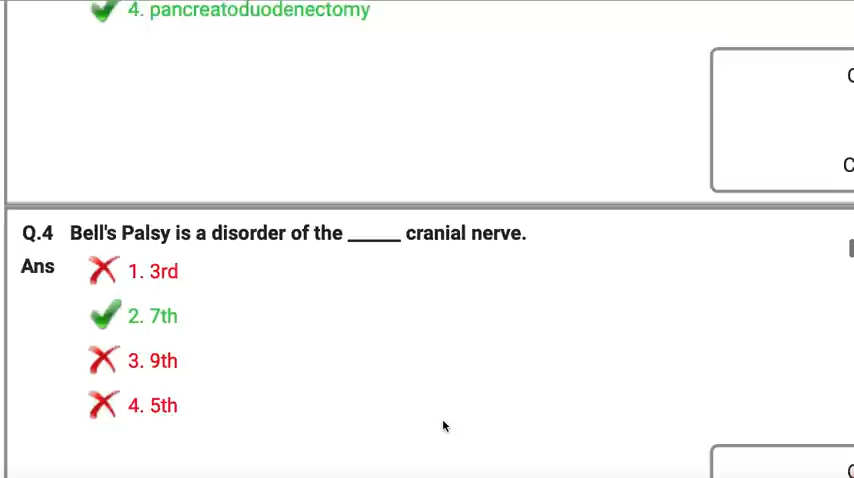 4. pancreatoduodenectomy
Q.4 Bell's Palsy is a disorder of the _____ cranial nerve.
Ans
1. 3rd
2. 7th
3. 9th
4. 5th